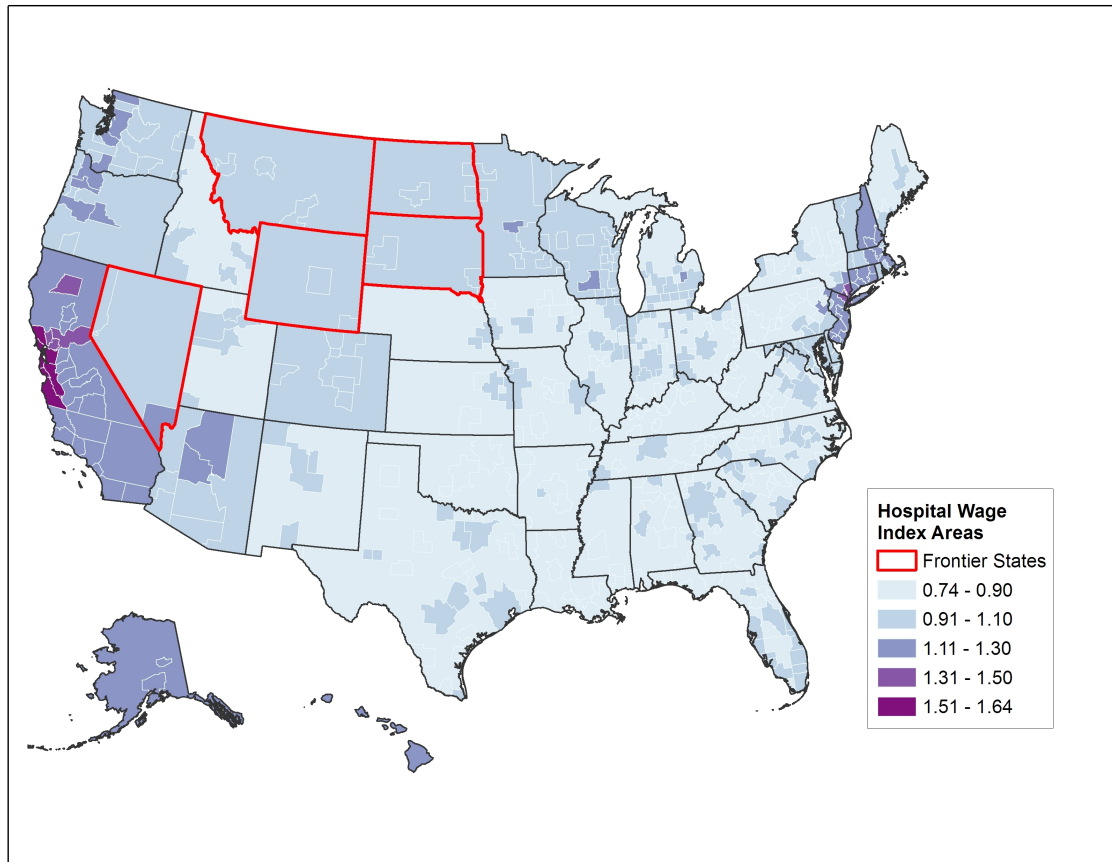 Hospital Wage
Index Areas
Frontier States
0.74 - 0.90
0.91 - 1.10
1.11 - 1.30
1.31 - 1.50
1.51 - 1.64